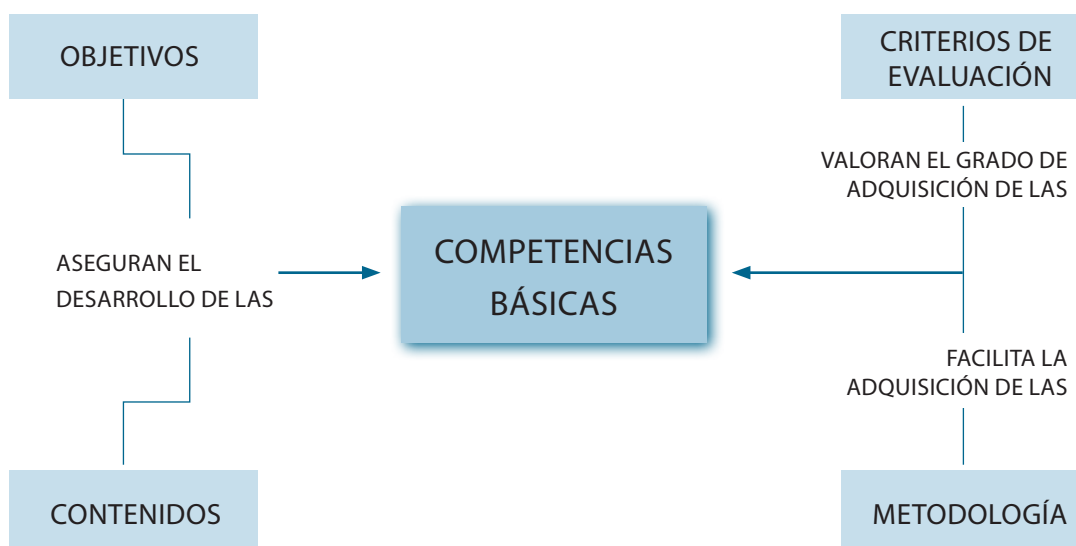 OBJETIVOS
CRITERIOS DE
EVALUACIÓN
VALORAN EL GRADO DE
ADQUISICIÓN DE LAS
ASEGURAN EL
DESARROLLO DE LAS
COMPETENCIAS
BÁSICAS
FACILITA LA
ADQUISICIÓN DE LAS
CONTENIDOS
METODOLOGÍA